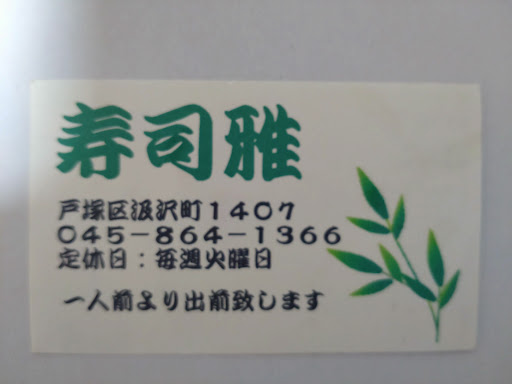 寿司雅
戸塚区汲沢町1407
045-864-1366
定休日:毎週火曜日
一人前より出前致します